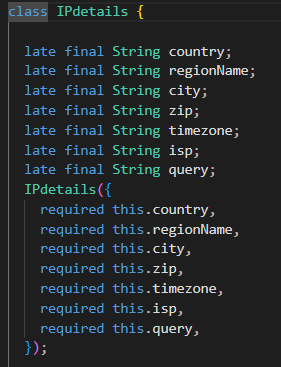 class IPdetails {
late final String country;
late final String regionName;
late final String city;
late final String zip;
late final String timezone;
late final String isp;
late final String query;
IPdetails({
required this.country,
required this.regionName,
required this.city,
required this.zip,
required this.timezone,
required this.isp,
required this.query,
});